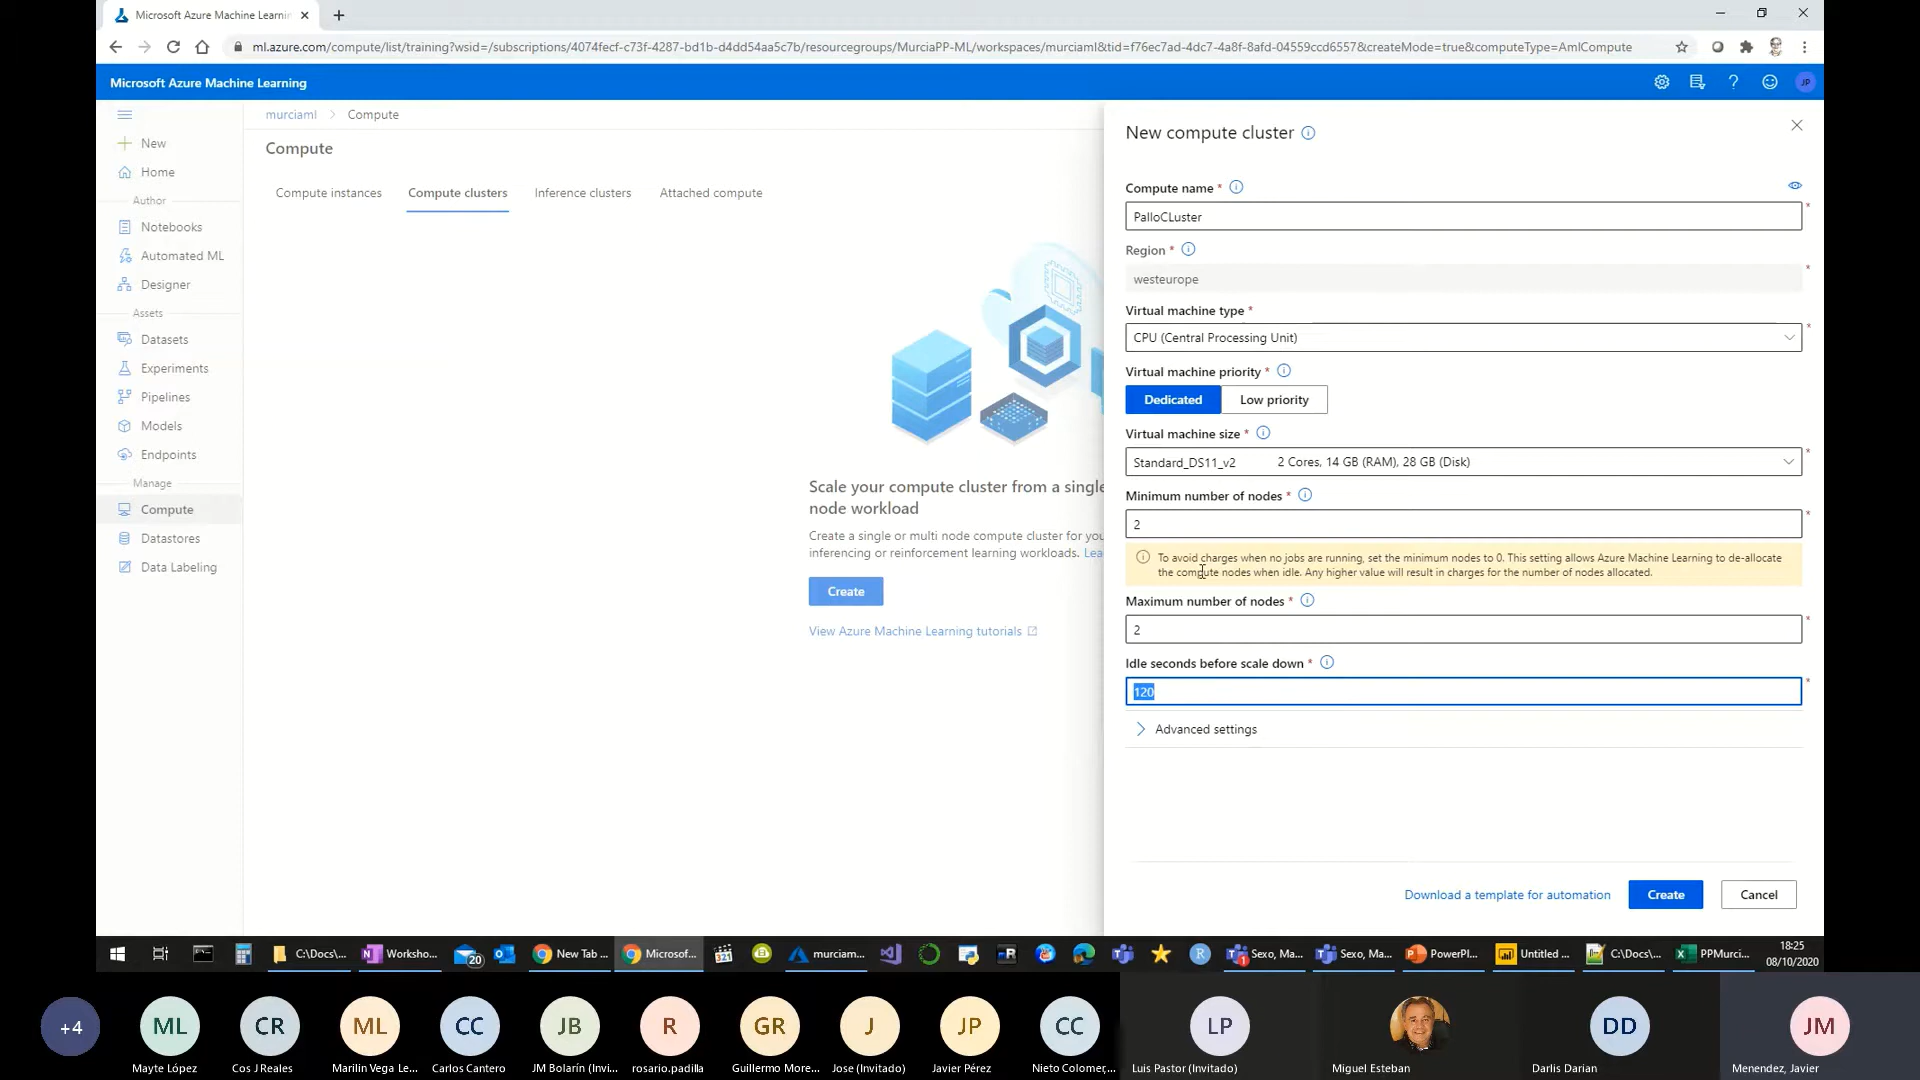 Microsoft Azure Machine Learnin
ml.azure.com/compute/list/training?wsid=/subscriptions/4074fecf-c73f-4287-bd1b-d4dd54aa5c7b/resourcegroups/MurciaPP-ML/workspaces/murciaml&tid=f76ec7ad-4dc7-4a8f-8afd-04559ccd6557&createMode=true&computeType=AmlCompute
Microsoft Azure Machine Learning
JP
New
Home
Author
Notebooks
Automated ML
Designer
Assets
Datasets
Experiments
Pipelines
Models
Endpoints
Manage
Compute
Datastores
Data Labeling
murciaml > Compute
Compute
Compute instances Compute clusters Inference clusters Attached compute
Scale your compute cluster from a single
node workload
Create a single or multi node compute cluster for you
inferencing or reinforcement learning workloads. Lea
Create
View Azure Machine Learning tutorials
New compute cluster
Compute name *
PalloCLuster
Region *
westeurope
Virtual machine type *
CPU (Central Processing Unit)
Virtual machine priority *
Dedicated Low priority
Virtual machine size *
Standard_DS11_v2 2 Cores, 14 GB (RAM), 28 GB (Disk)
Minimum number of nodes *
2
To avoid charges when no jobs are running, set the minimum nodes to 0. This setting allows Azure Machine Learning to de-allocate
the compute nodes when idle. Any higher value will result in charges for the number of nodes allocated.
Maximum number of nodes *
2
Idle seconds before scale down *
120
Advanced settings
Download a template for automation Create Cancel
C:\Docs\... Worksho... 20 New Tab ... Microsof... 321 murciam... R R 1 Sexo, Ma... Sexo, Ma... PowerPI... Untitled ... C:\Docs\... PPMurci...
18:25
08/10/2020
+4 ML CR ML CC JB R GR J JP CC LP DD JM
Mayte López Cos J Reales Marilin Vega Le... Carlos Cantero JM Bolarín (Invi... rosario.padilla Guillermo More... Jose (Invitado) Javier Pérez Nieto Colomer,... Luis Pastor (Invitado) Miguel Esteban Darlis Darian Menendez, Javier